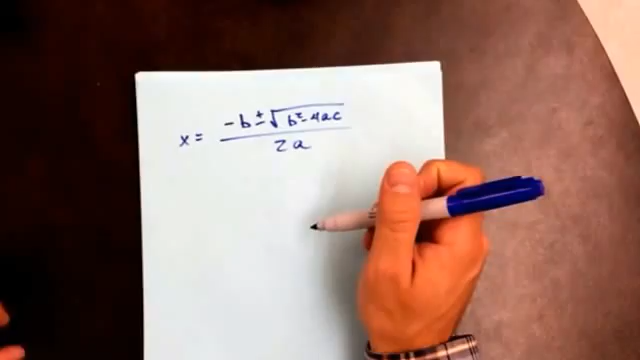 x = -b ± √b² - 4ac
2a